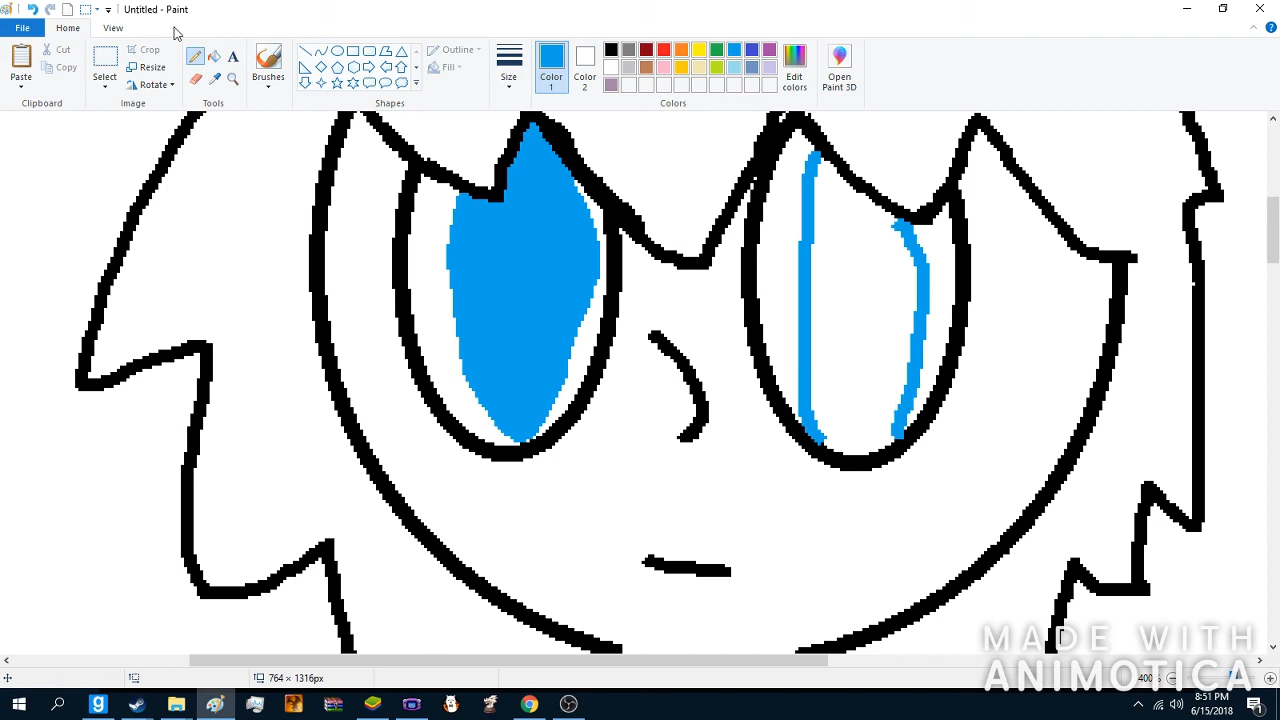 Untitled - Paint
File Home View
Paste
Cut
Copy
Clipboard
Select
Crop
Resize
Rotate
Image
A
Tools
Brushes
Outline
Fill
Shapes
Size
Color 1
Color 2
Colors
Edit colors
Open Paint 3D
764 × 1316px
400%
MADE WITH
ANIMOTICA
8:51 PM
6/15/2018